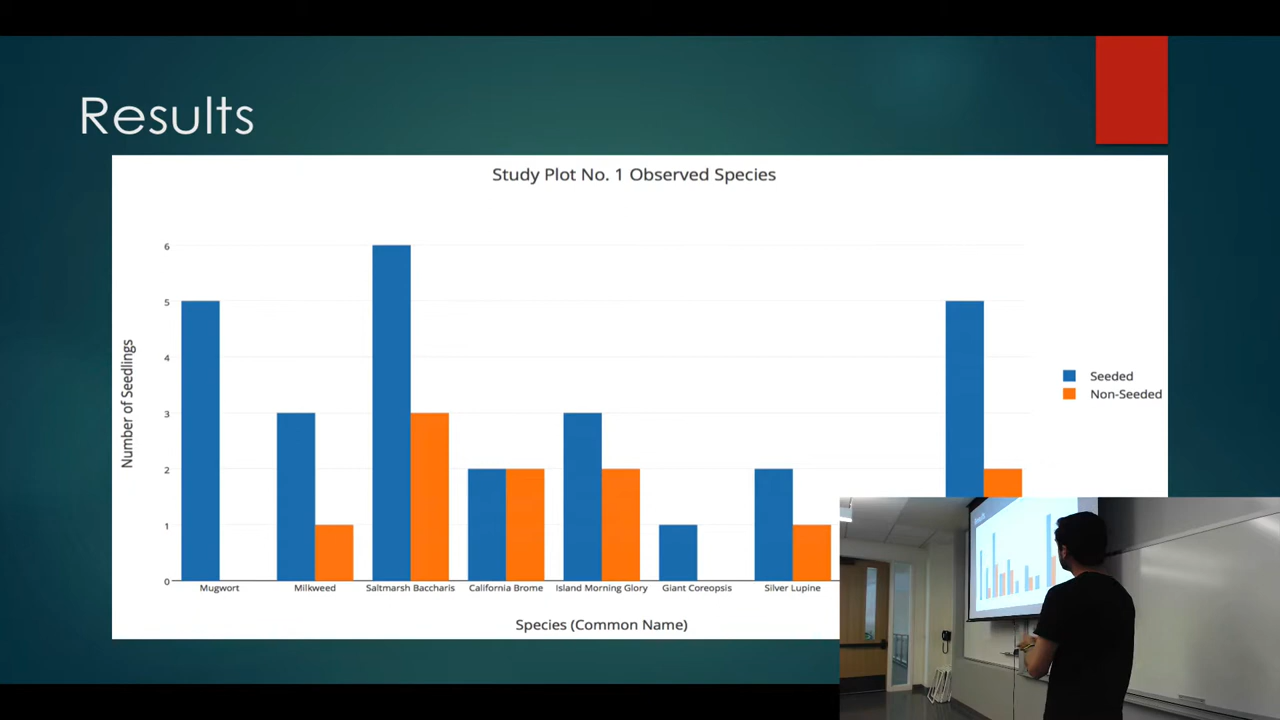 Results
Study Plot No. 1 Observed Species
6
5
4
3
2
1
0
Number of Seedlings
Seeded
Non-Seeded
Mugwort Milkweed Saltmarsh Baccharis California Brome Island Morning Glory Giant Coreopsis Silver Lupine
Species (Common Name)